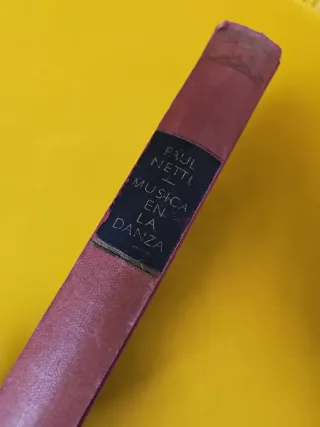 PAUL
NETTL
MUSICA
EN
LA
DANZA